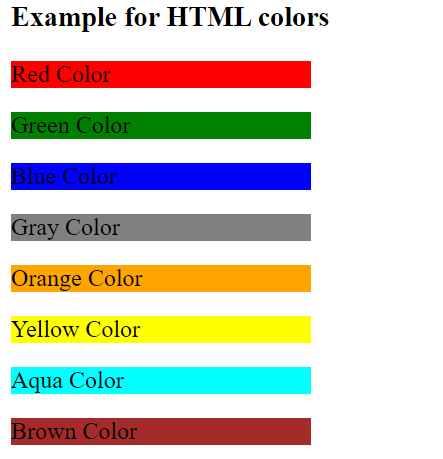 Example for HTML colors
Red Color
Green Color
Blue Color
Gray Color
Orange Color
Yellow Color
Aqua Color
Brown Color